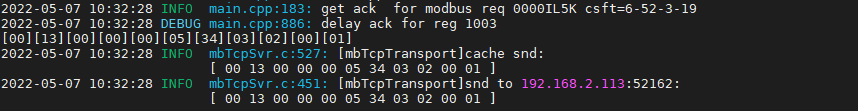 2022-05-07 10:32:28 INFO  main.cpp:183: get ack  for modbus req 0000IL5K csft=6-52-3-19
2022-05-07 10:32:28 DEBUG main.cpp:886: delay ack for reg 1003
[00][13][00][00][00][05][34][03][02][00][01]
2022-05-07 10:32:28 INFO  mbTcpSvr.c:527: [mbTcpTransport]cache snd:
[ 00 13 00 00 00 05 34 03 02 00 01 ]
2022-05-07 10:32:28 INFO  mbTcpSvr.c:451: [mbTcpTransport]snd to 192.168.2.113:52162:
[ 00 13 00 00 00 05 34 03 02 00 01 ]